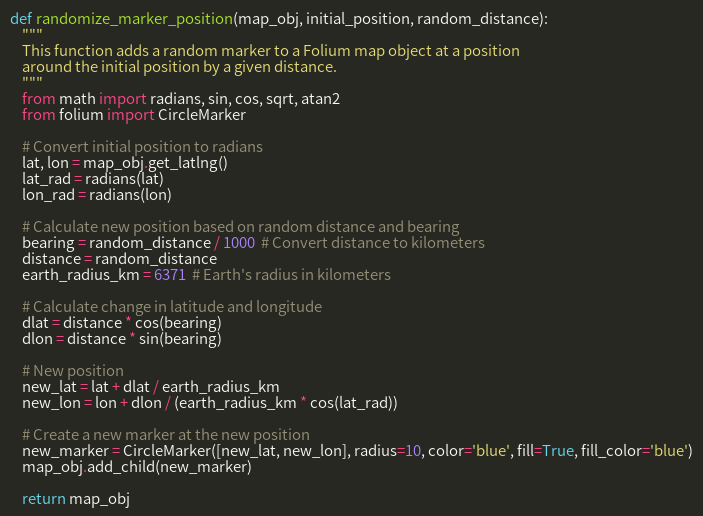 def randomize_marker_position(map_obj, initial_position, random_distance):
"""
This function adds a random marker to a Folium map object at a position
around the initial position by a given distance.
"""
from math import radians, sin, cos, sqrt, atan2
from folium import CircleMarker
# Convert initial position to radians
lat, lon = map_obj.get_latlng()
lat_rad = radians(lat)
lon_rad = radians(lon)
# Calculate new position based on random distance and bearing
bearing = random_distance / 1000 # Convert distance to kilometers
distance = random_distance
earth_radius_km = 6371 # Earth's radius in kilometers
# Calculate change in latitude and longitude
dlat = distance * cos(bearing)
dlon = distance * sin(bearing)
# New position
new_lat = lat + dlat / earth_radius_km
new_lon = lon + dlon / (earth_radius_km * cos(lat_rad))
# Create a new marker at the new position
new_marker = CircleMarker([new_lat, new_lon], radius=10, color='blue', fill=True, fill_color='blue')
map_obj.add_child(new_marker)
return map_obj